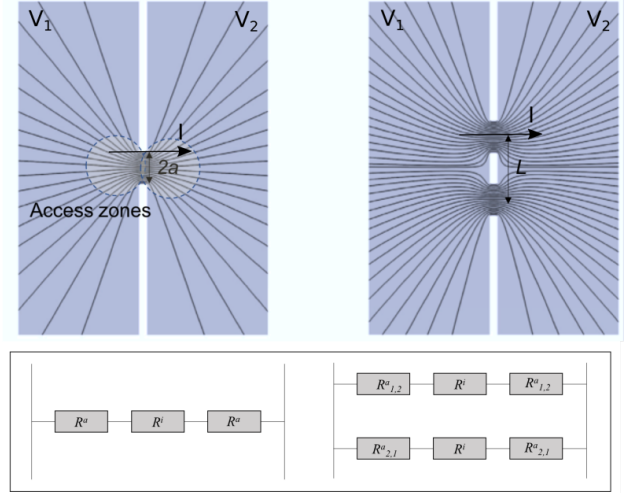 V₁ V₂
I
2a
Access zones
V₁ V₂
I
L
Rᵃ Rⁱ Rᵃ
Rᵃ₁,₂ Rⁱ Rᵃ₁,₂
Rᵃ₂,₁ Rⁱ Rᵃ₂,₁